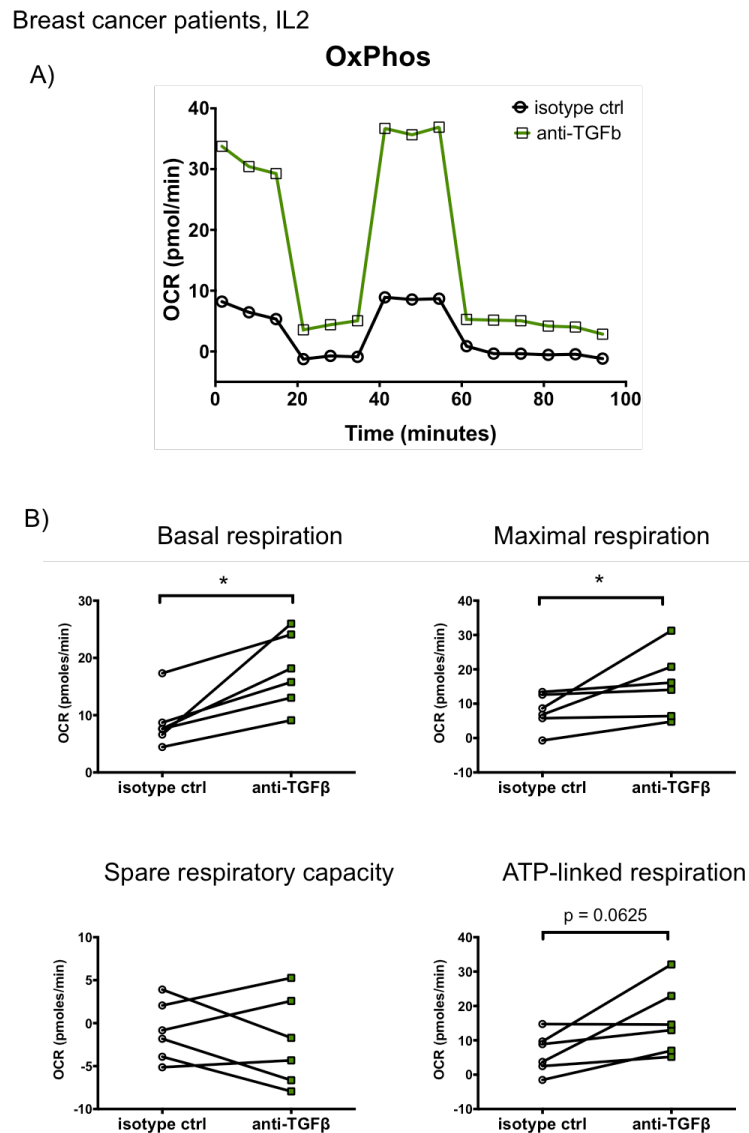 Breast cancer patients, IL2
OxPhos
A)
isotype ctrl
anti-TGFb
OCR (pmol/min)
40
30
20
10
0
0 20 40 60 80 100
Time (minutes)
B)
Basal respiration
*
OCR (pmoles/min)
30
20
10
0
isotype ctrl anti-TGFβ
Maximal respiration
*
OCR (pmoles/min)
40
30
20
10
0
-10
isotype ctrl anti-TGFβ
Spare respiratory capacity
OCR (pmoles/min)
10
5
0
-5
-10
isotype ctrl anti-TGFβ
ATP-linked respiration
p = 0.0625
OCR (pmoles/min)
40
30
20
10
0
-10
isotype ctrl anti-TGFβ